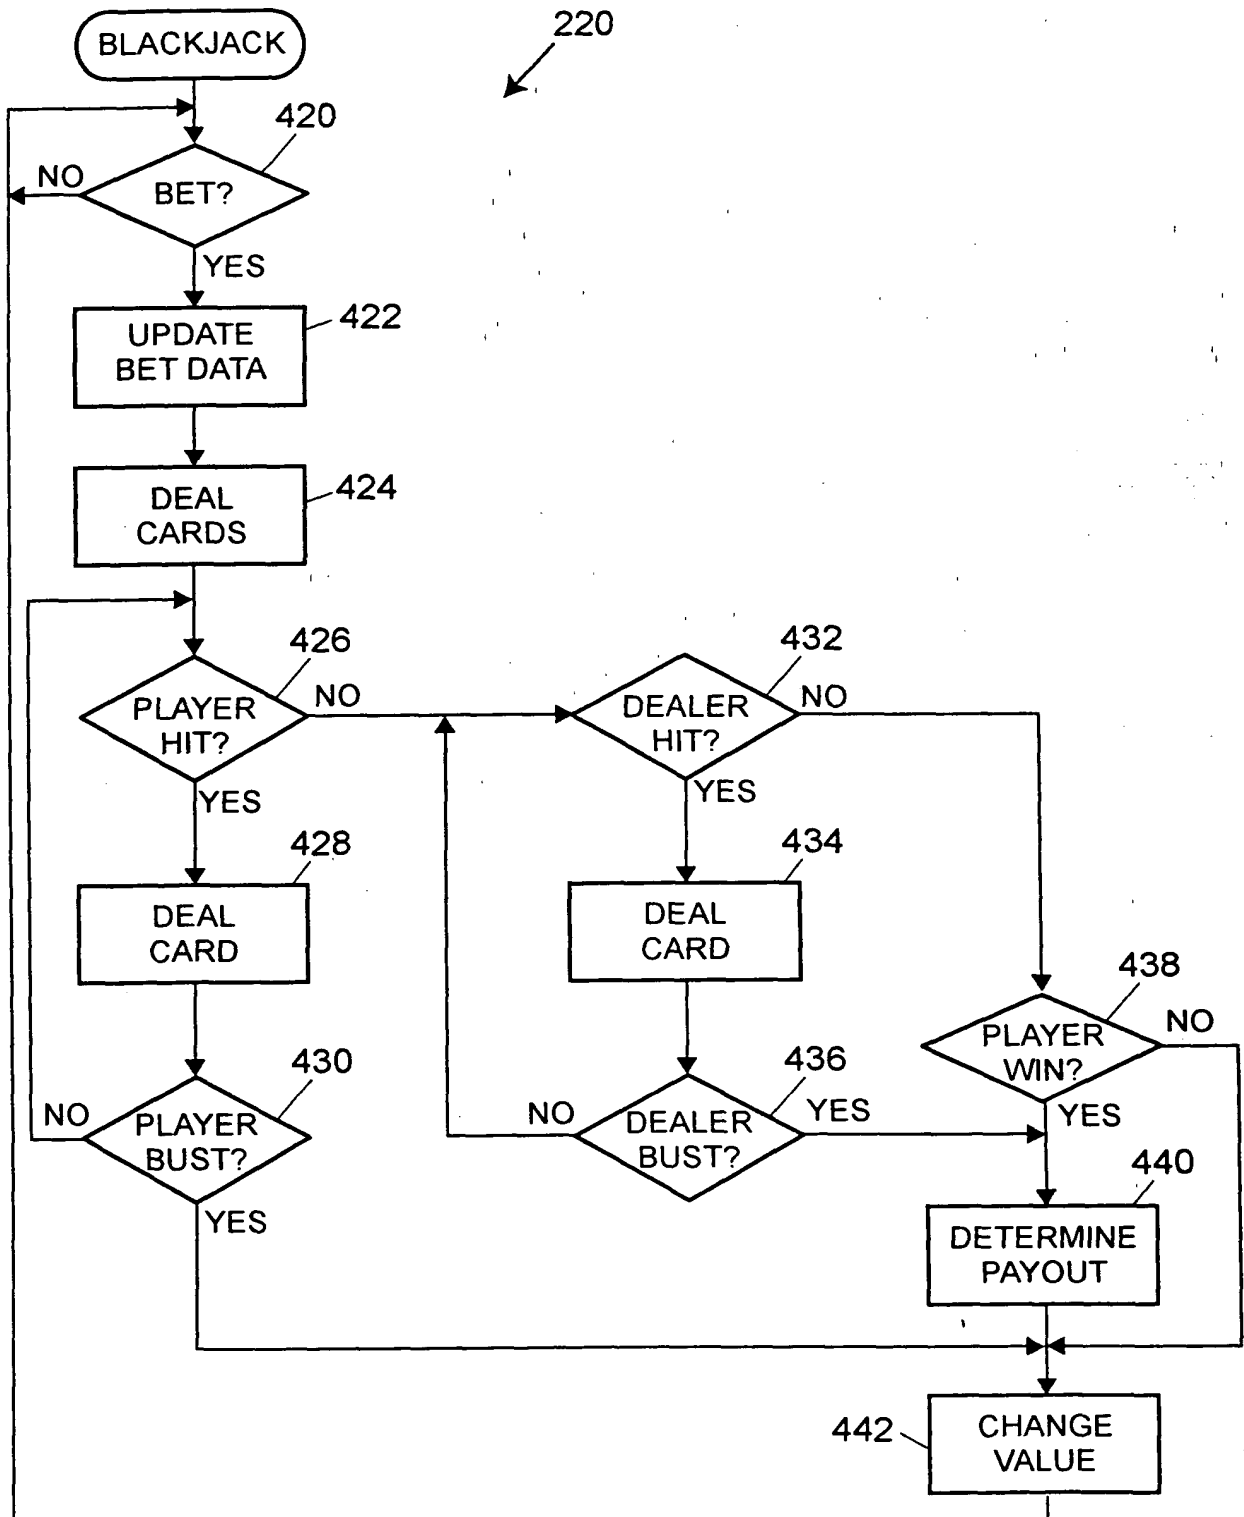 BLACKJACK
220
420
NO
BET?
YES
422
UPDATE
BET DATA
424
DEAL
CARDS
426
432
PLAYER
HIT?
NO
DEALER
HIT?
NO
YES
YES
428
434
DEAL
CARD
DEAL
CARD
438
PLAYER
WIN?
NO
430
436
NO
PLAYER
BUST?
NO
DEALER
BUST?
YES
YES
YES
440
DETERMINE
PAYOUT
442
CHANGE
VALUE